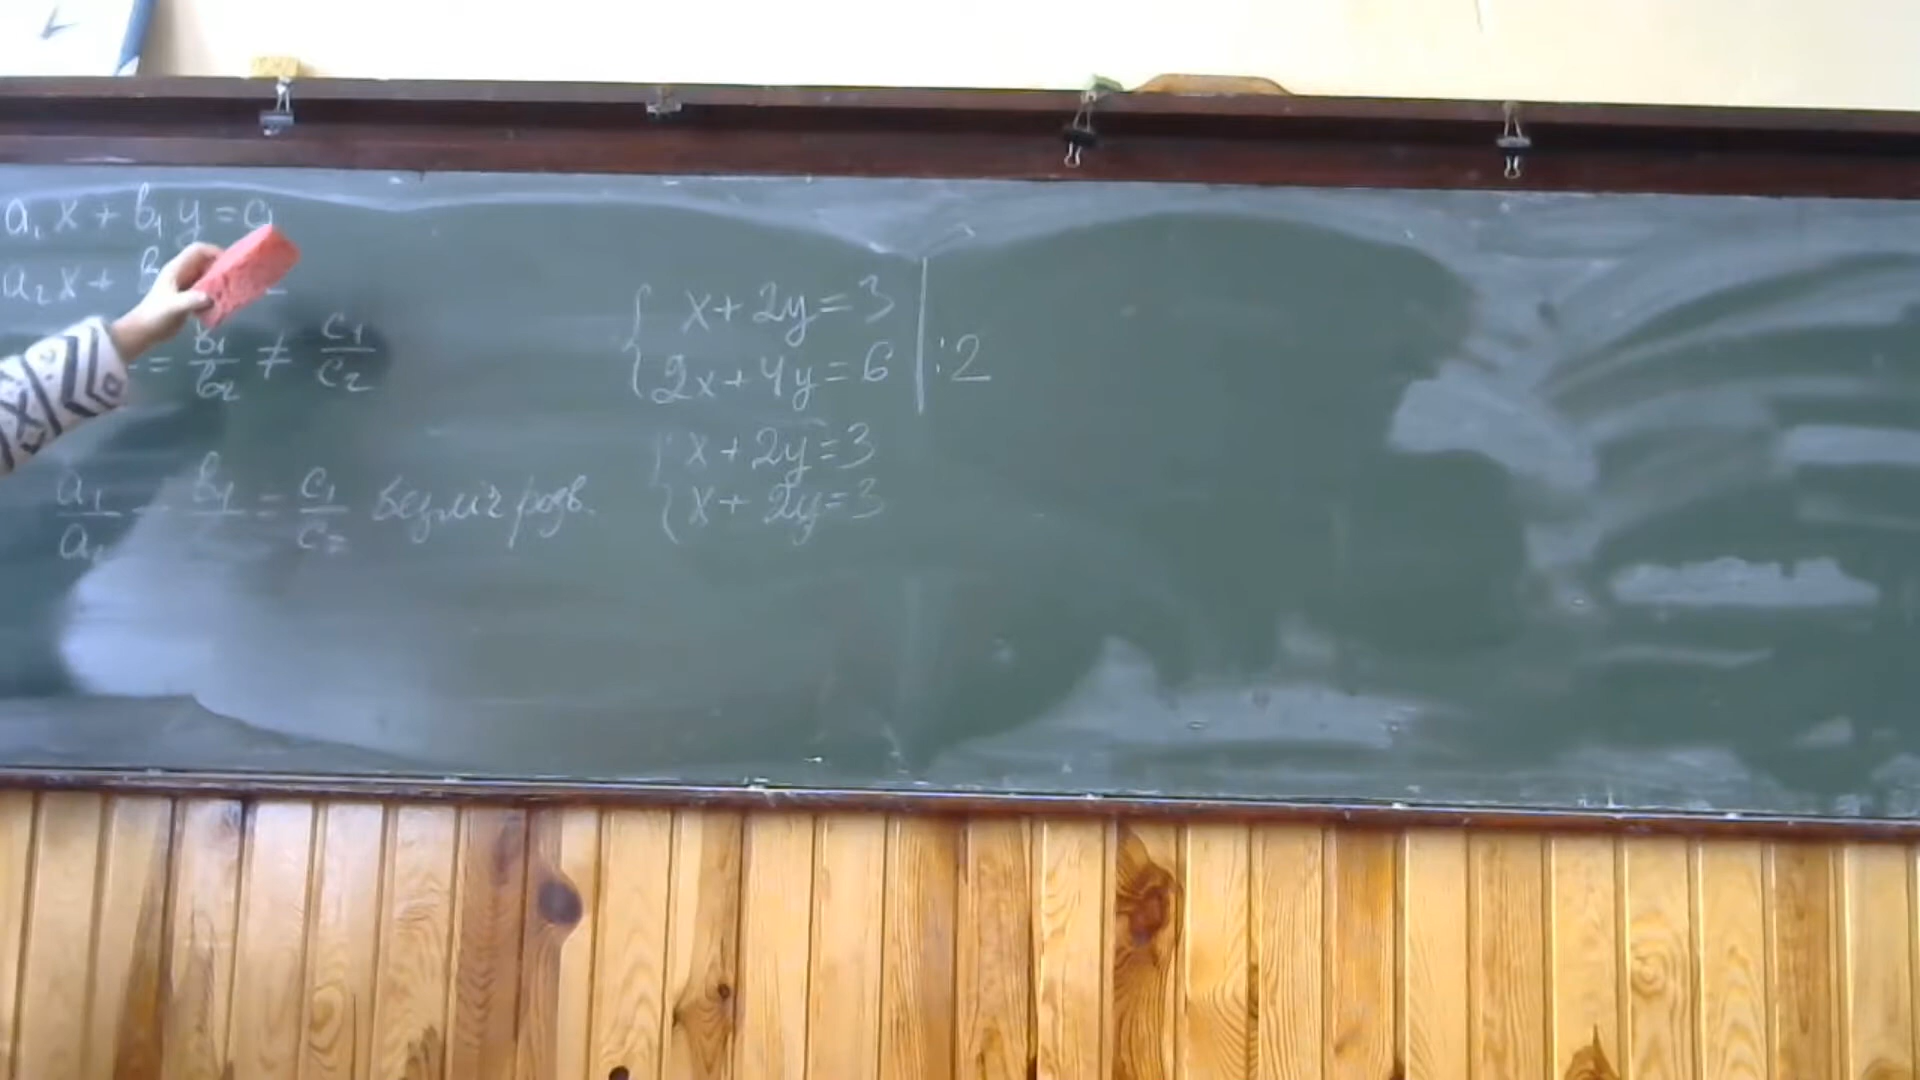 a₁x + b₁y = c₁
a₂x + b
= b₁/b₂ ≠ c₁/c₂
a₁/a₂ = b₁ = c₁/c₂ безліч розв.
{ x + 2y = 3
{ 2x + 4y = 6 | :2
{ x + 2y = 3
{ x + 2y = 3